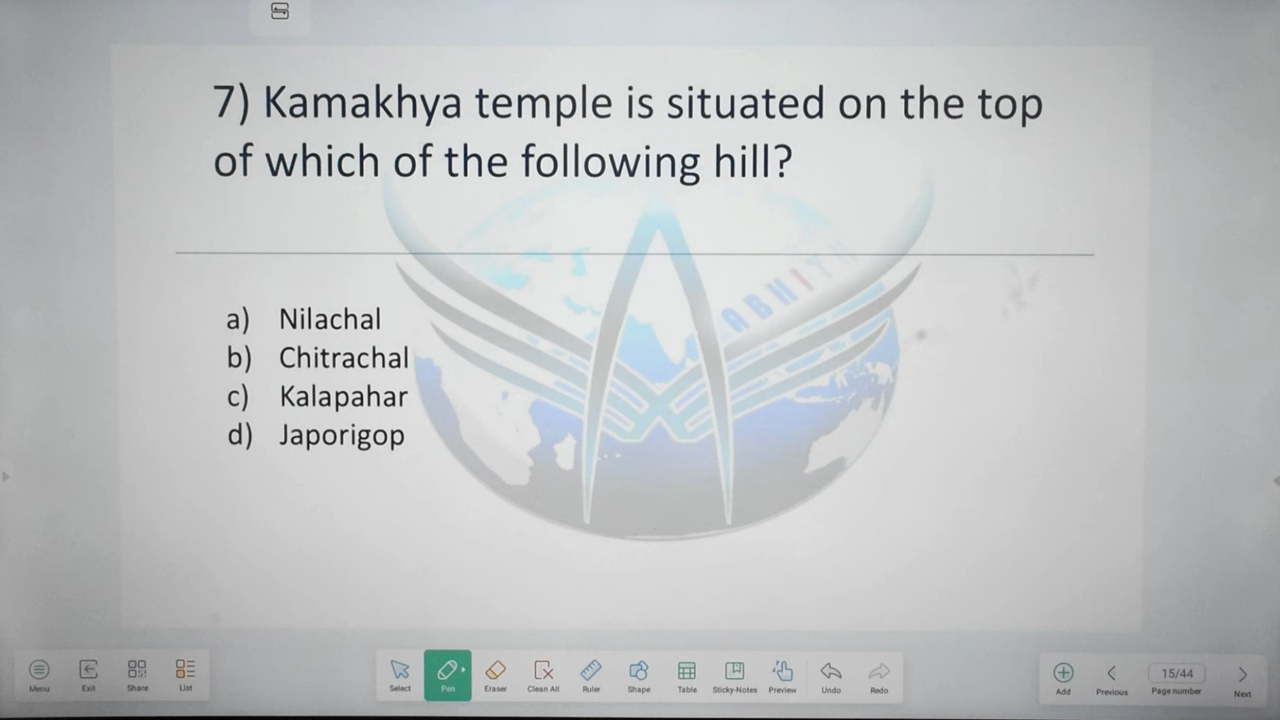 7) Kamakhya temple is situated on the top
of which of the following hill?
ABHITH
a) Nilachal
b) Chitrachal
c) Kalapahar
d) Japorigop
Menu Exit Share List Select Pen Eraser Clean All Ruler Shape Table Sticky-Notes Preview Undo Redo Add Previous 15/44 Page number Next